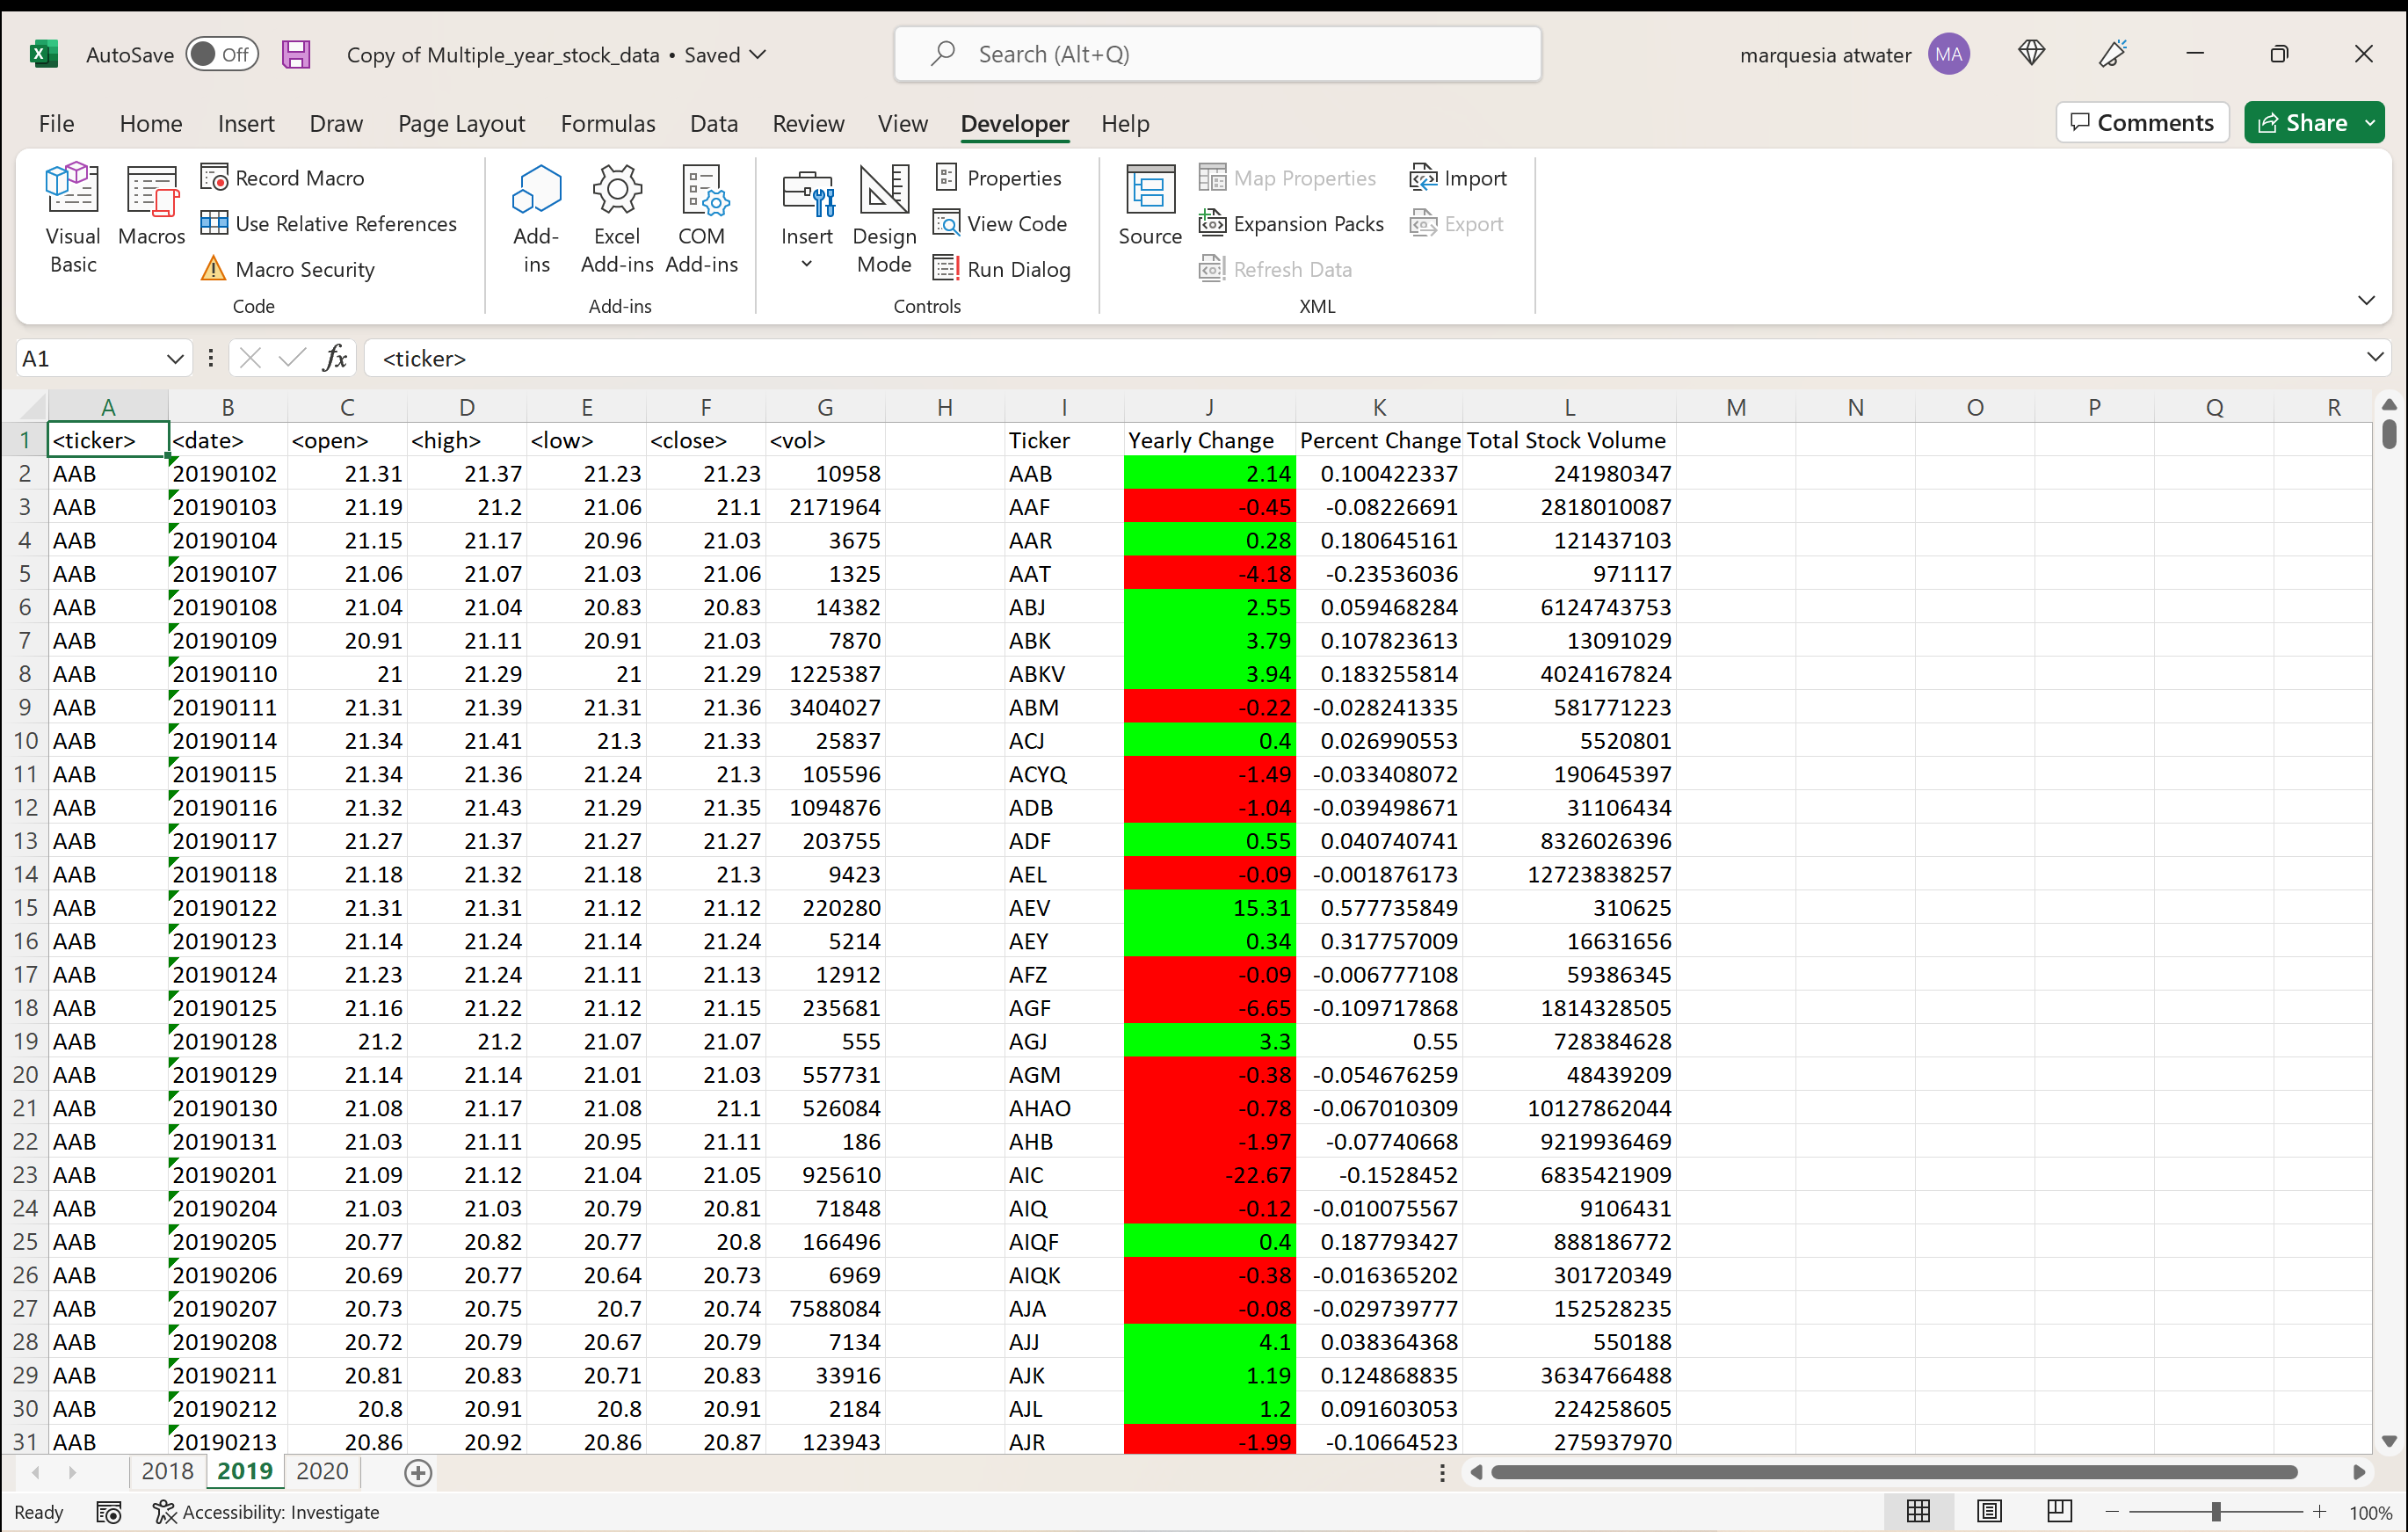 AutoSave Off Copy of Multiple_year_stock_data • Saved Search (Alt+Q) marquesia atwater MA
File Home Insert Draw Page Layout Formulas Data Review View Developer Help Comments Share
Visual Basic Macros Record Macro Use Relative References Macro Security Code
Add-ins Excel Add-ins COM Add-ins Add-ins
Insert Design Mode Properties View Code Run Dialog Controls
Source Map Properties Expansion Packs Refresh Data Import Export XML
A1 fx <ticker>
A B C D E F G H I J K L M N O P Q R
1 <ticker> <date> <open> <high> <low> <close> <vol> Ticker Yearly Change Percent Change Total Stock Volume
2 AAB 20190102 21.31 21.37 21.23 21.23 10958 AAB 2.14 0.100422337 241980347
3 AAB 20190103 21.19 21.2 21.06 21.1 2171964 AAF -0.45 -0.08226691 2818010087
4 AAB 20190104 21.15 21.17 20.96 21.03 3675 AAR 0.28 0.180645161 121437103
5 AAB 20190107 21.06 21.07 21.03 21.06 1325 AAT -4.18 -0.23536036 971117
6 AAB 20190108 21.04 21.04 20.83 20.83 14382 ABJ 2.55 0.059468284 6124743753
7 AAB 20190109 20.91 21.11 20.91 21.03 7870 ABK 3.79 0.107823613 13091029
8 AAB 20190110 21 21.29 21 21.29 1225387 ABKV 3.94 0.183255814 4024167824
9 AAB 20190111 21.31 21.39 21.31 21.36 3404027 ABM -0.22 -0.028241335 581771223
10 AAB 20190114 21.34 21.41 21.3 21.33 25837 ACJ 0.4 0.026990553 5520801
11 AAB 20190115 21.34 21.36 21.24 21.3 105596 ACYQ -1.49 -0.033408072 190645397
12 AAB 20190116 21.32 21.43 21.29 21.35 1094876 ADB -1.04 -0.039498671 31106434
13 AAB 20190117 21.27 21.37 21.27 21.27 203755 ADF 0.55 0.040740741 8326026396
14 AAB 20190118 21.18 21.32 21.18 21.3 9423 AEL -0.09 -0.001876173 12723838257
15 AAB 20190122 21.31 21.31 21.12 21.12 220280 AEV 15.31 0.577735849 310625
16 AAB 20190123 21.14 21.24 21.14 21.24 5214 AEY 0.34 0.317757009 16631656
17 AAB 20190124 21.23 21.24 21.11 21.13 12912 AFZ -0.09 -0.006777108 59386345
18 AAB 20190125 21.16 21.22 21.12 21.15 235681 AGF -6.65 -0.109717868 1814328505
19 AAB 20190128 21.2 21.2 21.07 21.07 555 AGJ 3.3 0.55 728384628
20 AAB 20190129 21.14 21.14 21.01 21.03 557731 AGM -0.38 -0.054676259 48439209
21 AAB 20190130 21.08 21.17 21.08 21.1 526084 AHAO -0.78 -0.067010309 10127862044
22 AAB 20190131 21.03 21.11 20.95 21.11 186 AHB -1.97 -0.07740668 9219936469
23 AAB 20190201 21.09 21.12 21.04 21.05 925610 AIC -22.67 -0.1528452 6835421909
24 AAB 20190204 21.03 21.03 20.79 20.81 71848 AIQ -0.12 -0.010075567 9106431
25 AAB 20190205 20.77 20.82 20.77 20.8 166496 AIQF 0.4 0.187793427 888186772
26 AAB 20190206 20.69 20.77 20.64 20.73 6969 AIQK -0.38 -0.016365202 301720349
27 AAB 20190207 20.73 20.75 20.7 20.74 7588084 AJA -0.08 -0.029739777 152528235
28 AAB 20190208 20.72 20.79 20.67 20.79 7134 AJJ 4.1 0.038364368 550188
29 AAB 20190211 20.81 20.83 20.71 20.83 33916 AJK 1.19 0.124868835 3634766488
30 AAB 20190212 20.8 20.91 20.8 20.91 2184 AJL 1.2 0.091603053 224258605
31 AAB 20190213 20.86 20.92 20.86 20.87 123943 AJR -1.99 -0.10664523 275937970
2018 2019 2020
Ready Accessibility: Investigate 100%